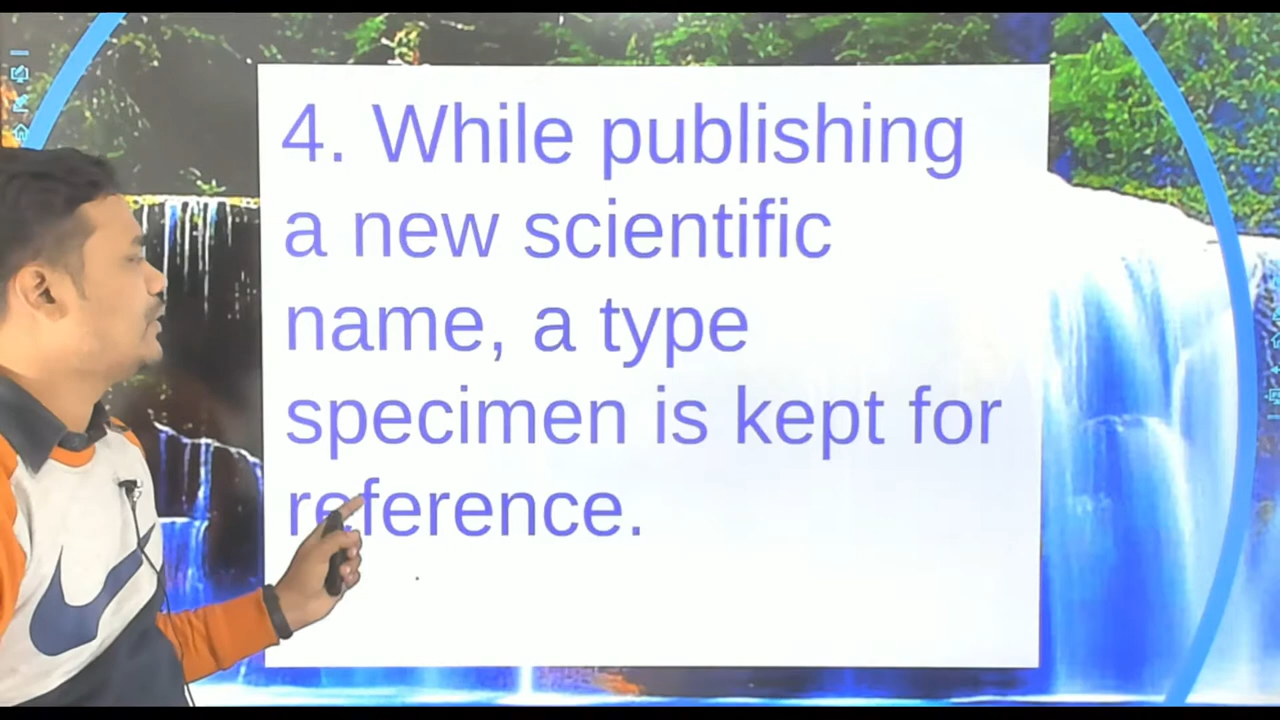 4. While publishing
a new scientific
name, a type
specimen is kept for
reference.